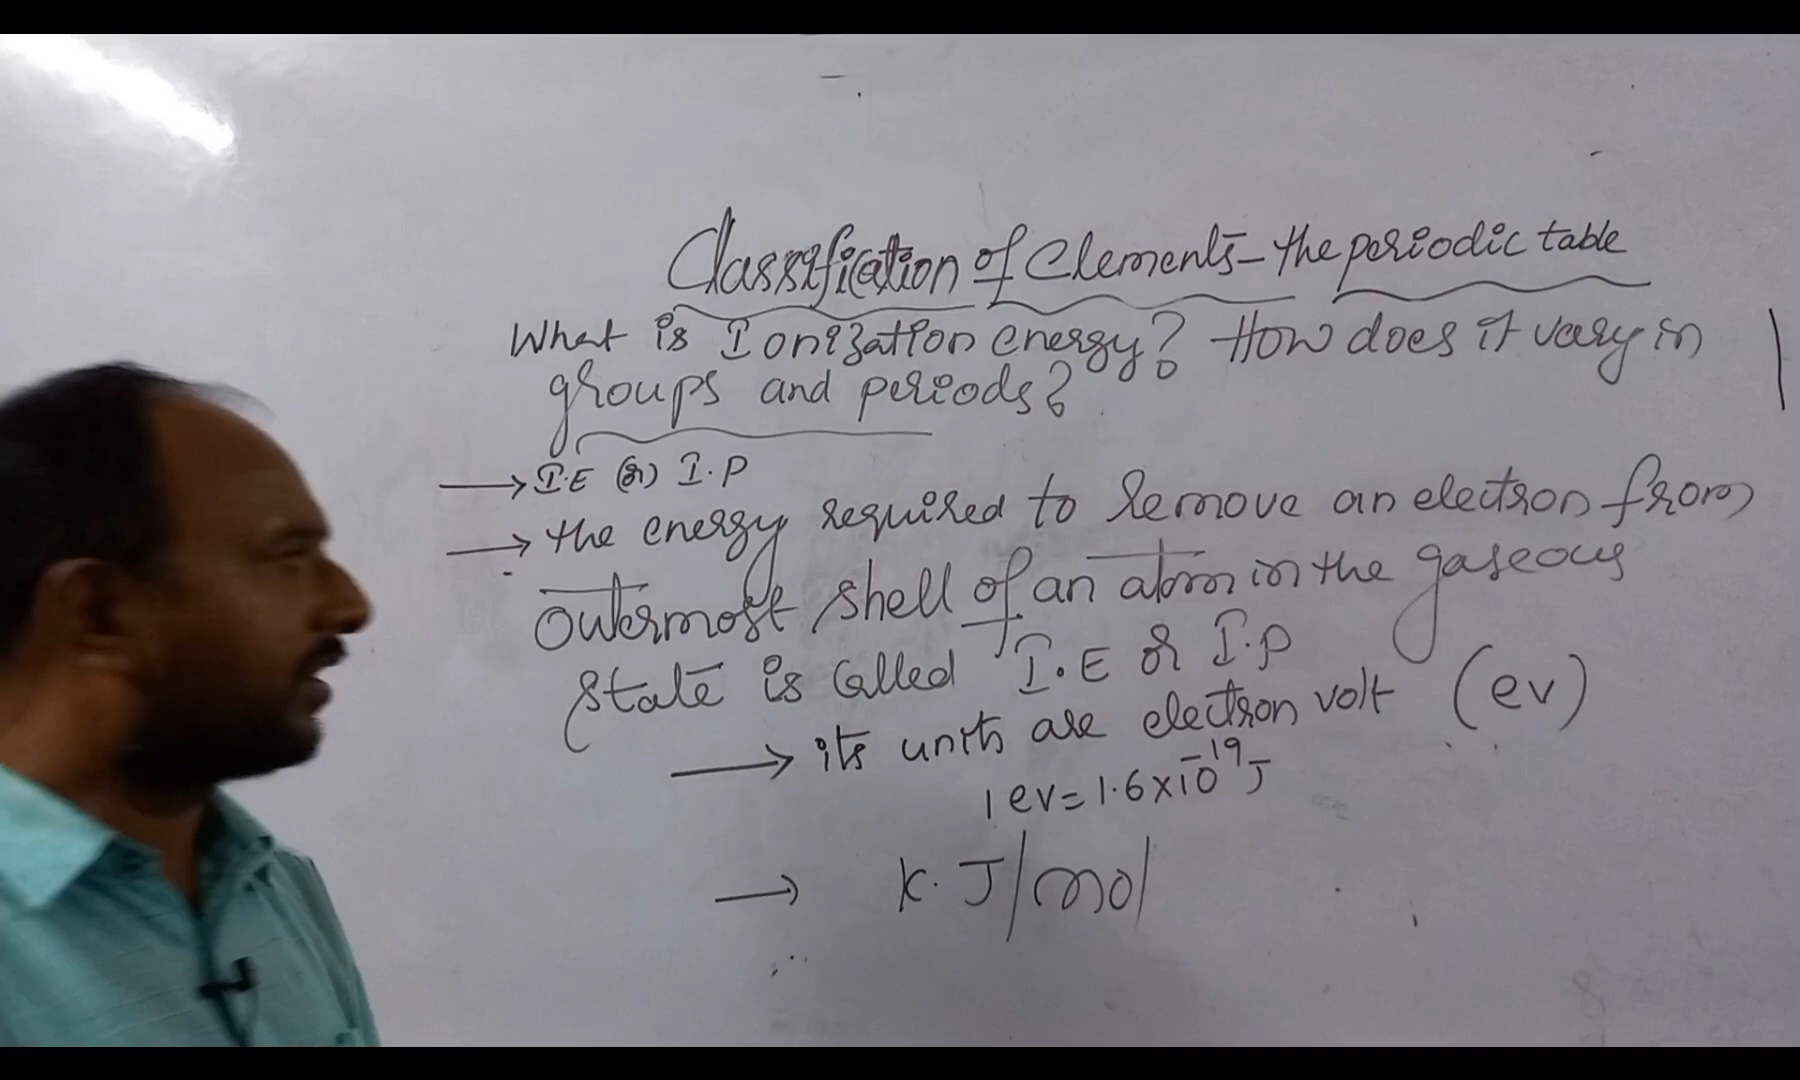 Classification of Elements - the periodic table
What is Ionization energy? How does it vary in
groups and periods?
→ I.E (or) I.P
→ the energy required to remove an electron from
outermost shell of an atom in the gaseous
state is called I.E or I.P
→ its units are electron volt (ev)
1 ev = 1.6 x 10⁻¹⁹ J
→ K.J/mol